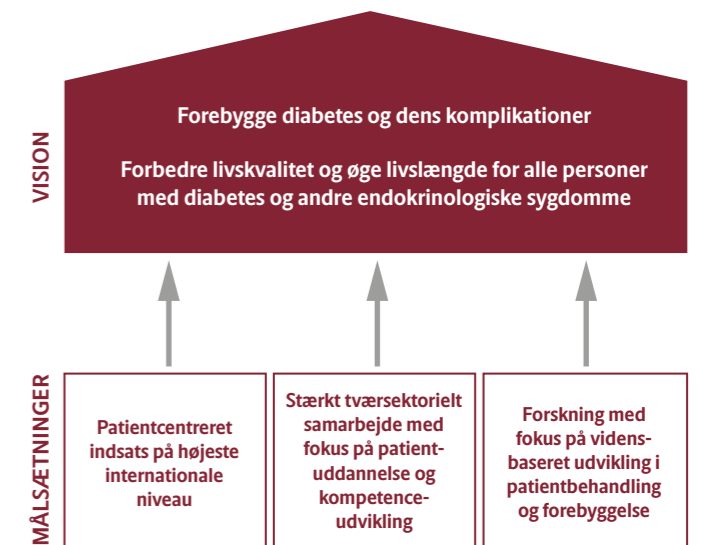 VISION
Forebygge diabetes og dens komplikationer
Forbedre livskvalitet og øge livslængde for alle personer
med diabetes og andre endokrinologiske sygdomme
MÅLSÆTNINGER
Patientcentreret
indsats på højeste
internationale
niveau
Stærkt tværsektorielt
samarbejde med
fokus på patient-
uddannelse og
kompetence-
udvikling
Forskning med
fokus på videns-
baseret udvikling i
patientbehandling
og forebyggelse